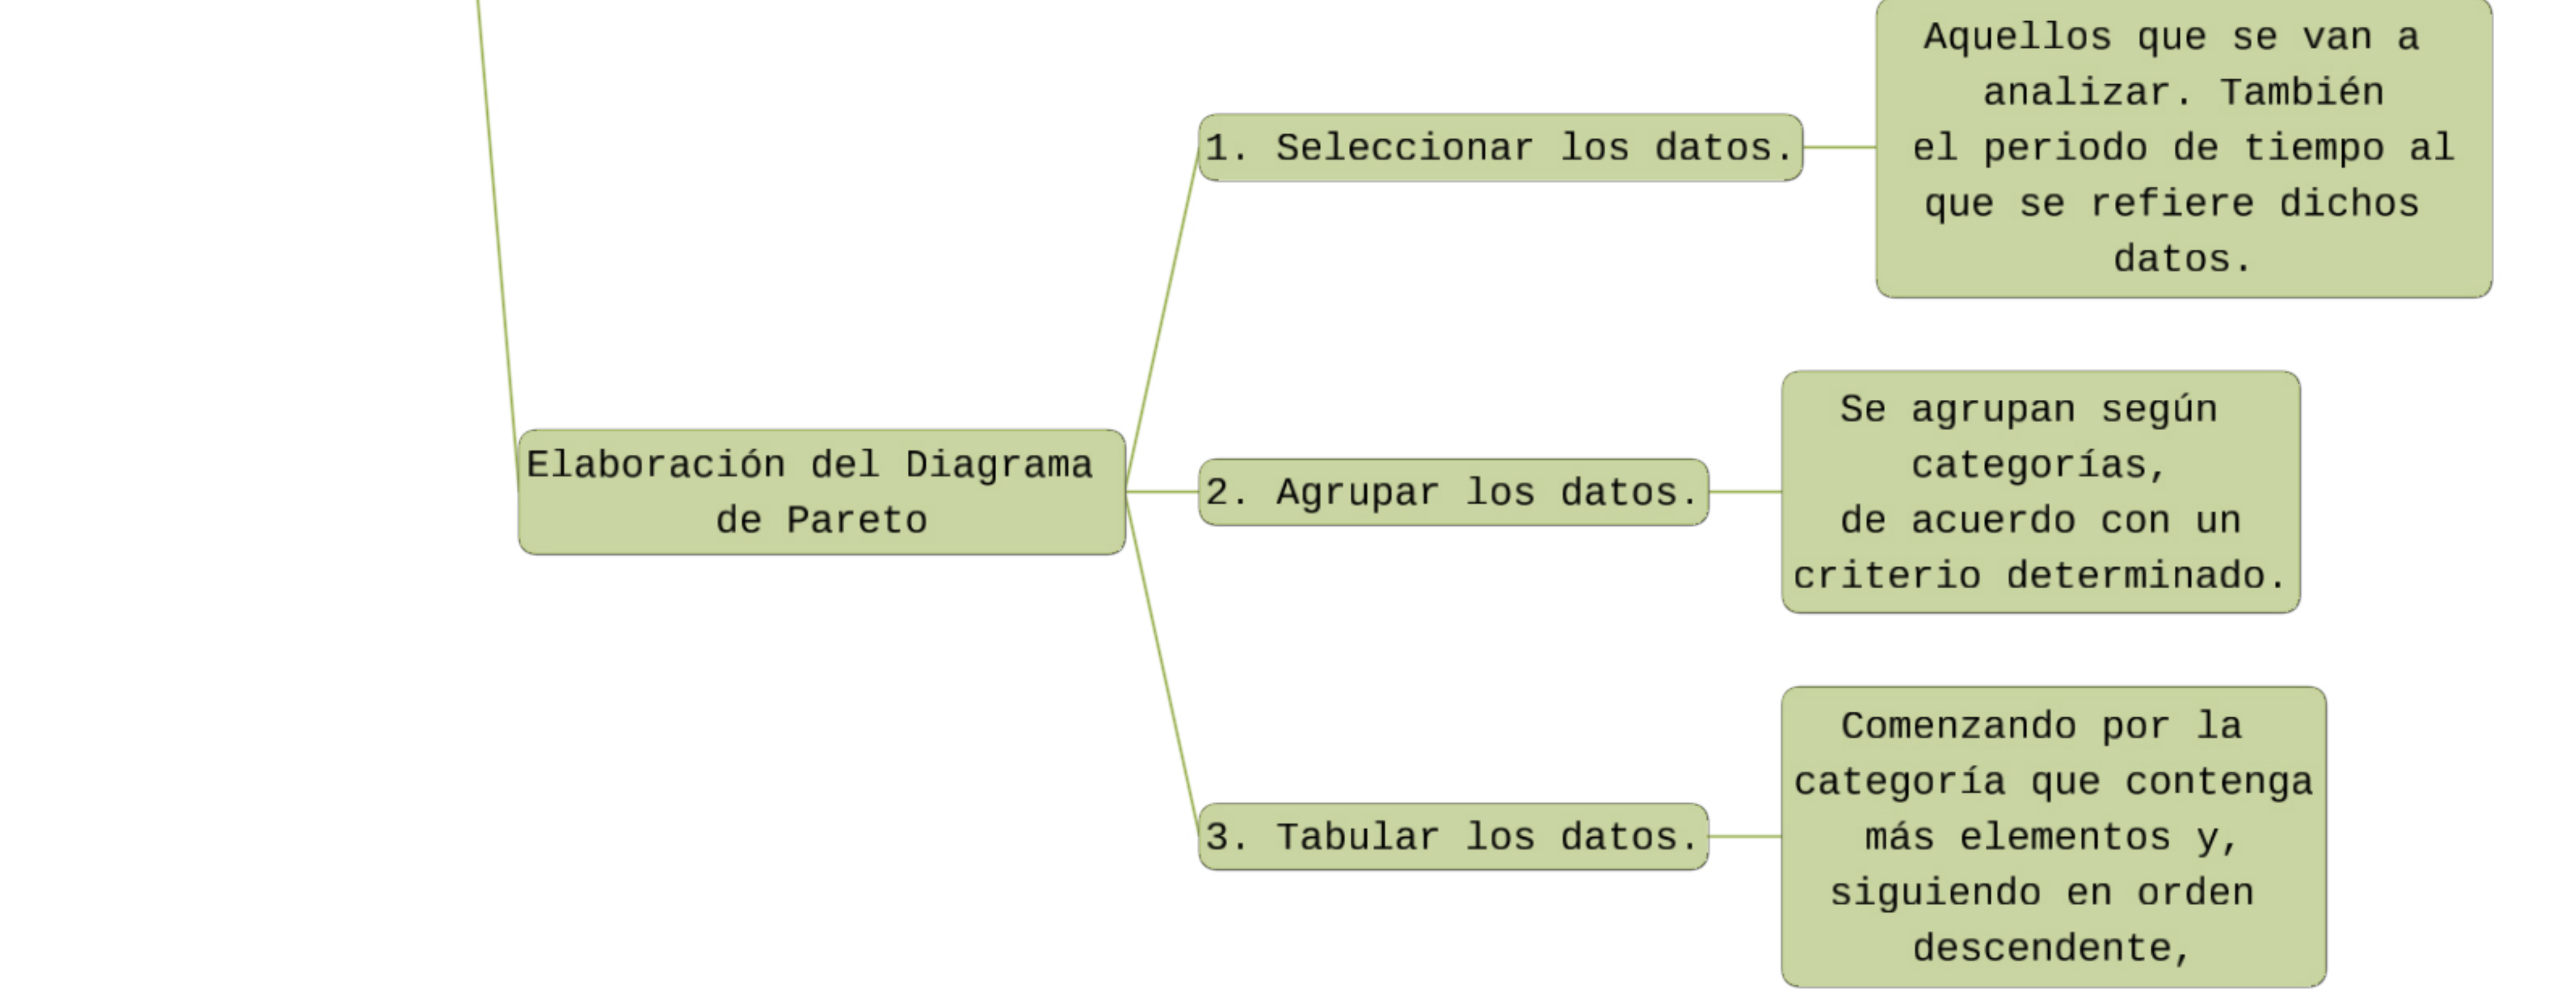 Aquellos que se van a
analizar. También
el periodo de tiempo al
que se refiere dichos
datos.
1. Seleccionar los datos.
Elaboración del Diagrama
de Pareto
2. Agrupar los datos.
Se agrupan según
categorías,
de acuerdo con un
criterio determinado.
3. Tabular los datos.
Comenzando por la
categoría que contenga
más elementos y,
siguiendo en orden
descendente,